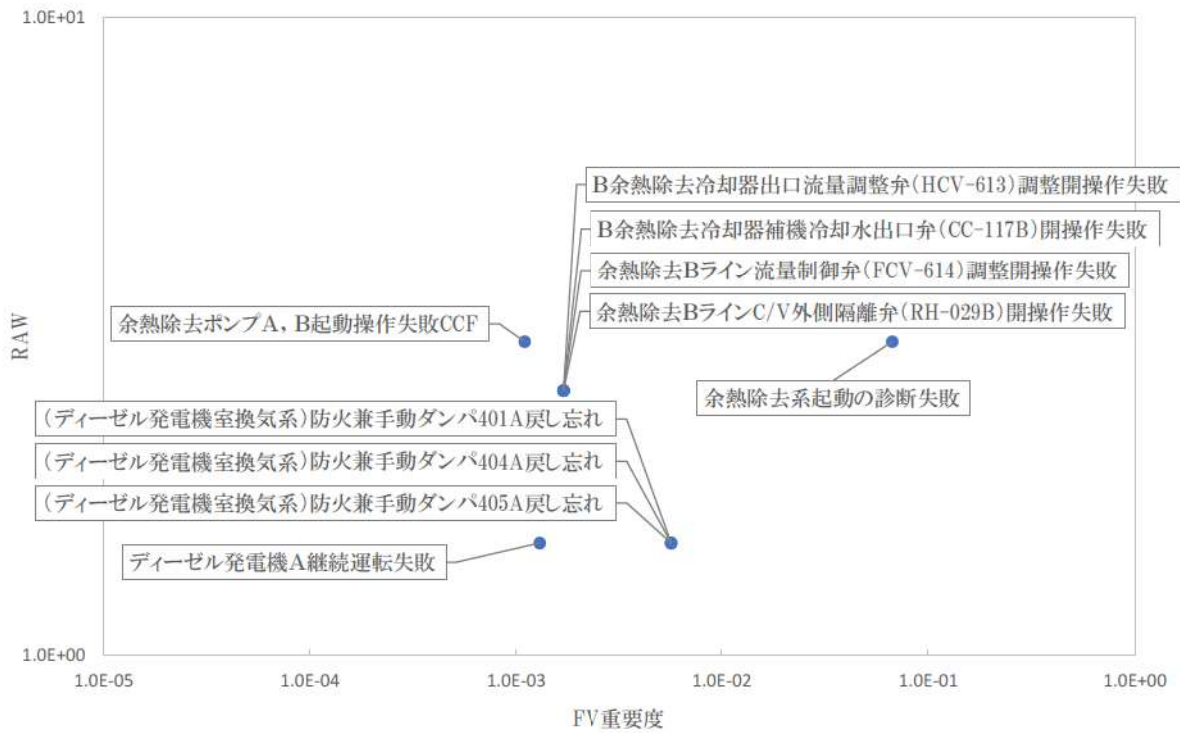 1.0E+01
B余熱除去冷却器出口流量調整弁(HCV-613)調整開操作失敗
B余熱除去冷却器補機冷却水出口弁(CC-117B)開操作失敗
余熱除去Bライン流量制御弁(FCV-614)調整開操作失敗
余熱除去BラインC/V外側隔離弁(RH-029B)開操作失敗
余熱除去ポンプA、B起動操作失敗CCF
RAW
余熱除去系起動の診断失敗
(ディーゼル発電機室換気系)防火兼手動ダンパ401A戻し忘れ
(ディーゼル発電機室換気系)防火兼手動ダンパ404A戻し忘れ
(ディーゼル発電機室換気系)防火兼手動ダンパ405A戻し忘れ
ディーゼル発電機A継続運転失敗
1.0E+00
1.0E-05 1.0E-04 1.0E-03 1.0E-02 1.0E-01 1.0E+00
FV重要度